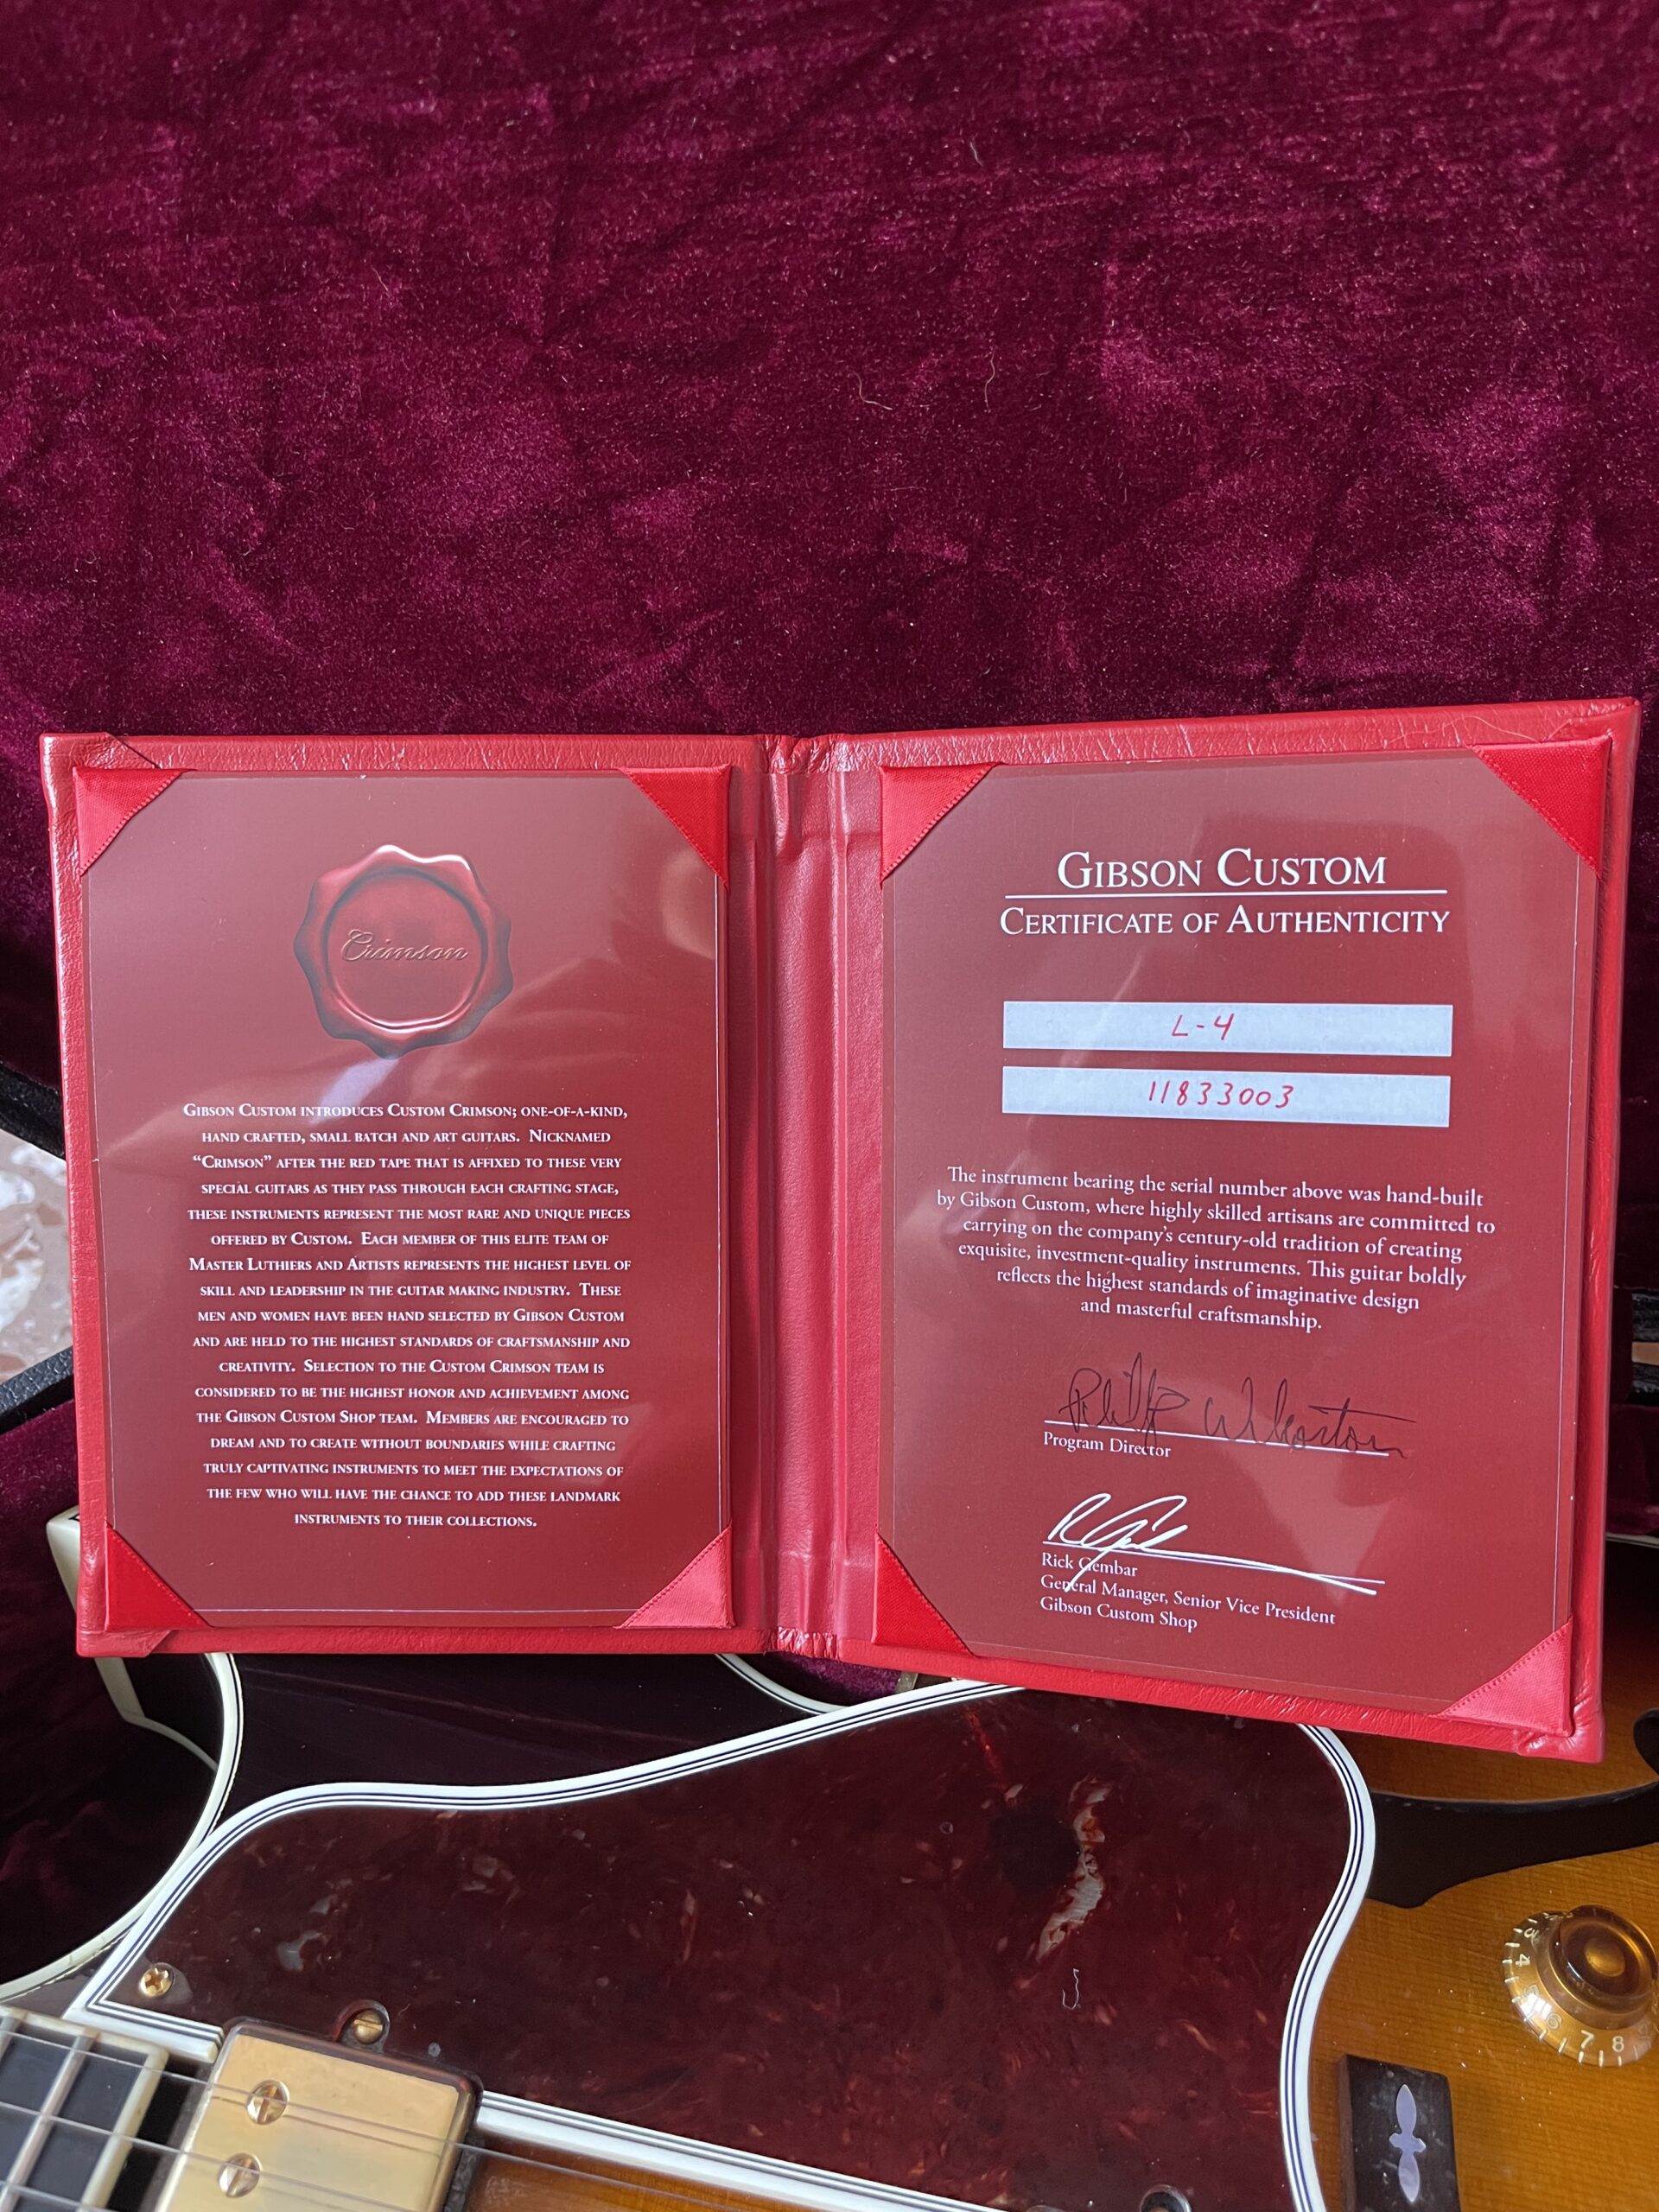 Crimson
Gibson Custom introduces Custom Crimson; one-of-a-kind,
hand crafted, small batch and art guitars. Nicknamed
“Crimson” after the red tape that is affixed to these very
special guitars as they pass through each crafting stage,
these instruments represent the most rare and unique pieces
offered by Custom. Each member of this elite team of
Master Luthiers and Artists represents the highest level of
skill and leadership in the guitar making industry. These
men and women have been hand selected by Gibson Custom
and are held to the highest standards of craftsmanship and
creativity. Selection to the Custom Crimson team is
considered to be the highest honor and achievement among
the Gibson Custom Shop team. Members are encouraged to
dream and to create without boundaries while crafting
truly captivating instruments to meet the expectations of
the few who will have the chance to add these landmark
instruments to their collections.
Gibson Custom
Certificate of Authenticity
L-4
11833003
The instrument bearing the serial number above was hand-built
by Gibson Custom, where highly skilled artisans are committed to
carrying on the company's century-old tradition of creating
exquisite, investment-quality instruments. This guitar boldly
reflects the highest standards of imaginative design
and masterful craftsmanship.
Program Director
Rick Gembar
General Manager, Senior Vice President
Gibson Custom Shop
4
7
8